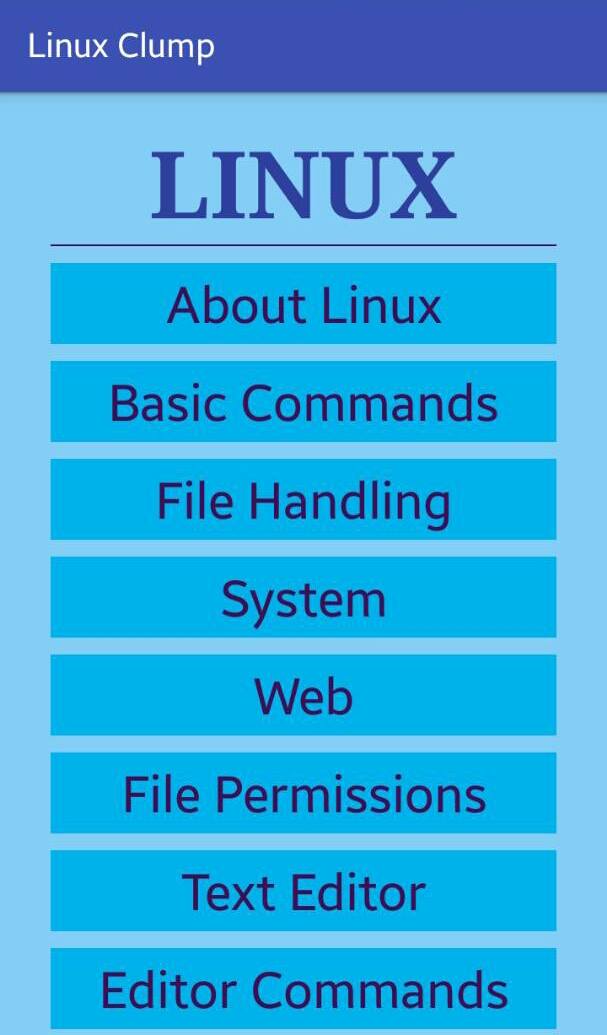 Linux Clump
LINUX
About Linux
Basic Commands
File Handling
System
Web
File Permissions
Text Editor
Editor Commands